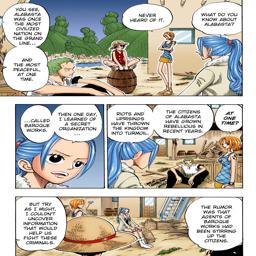 WHAT DO YOU
KNOW ABOUT
ALABASTA?
NEVER
HEARD OF IT.
YOU SEE,
ALABASTA
WAS THE MOST
CIVILIZED
NATION ON
THE GRAND
LINE...
AND
THE MOST
PEACEFUL,
AT ONE
TIME.
AT ONE
TIME?
THE CITIZENS
OF ALABASTA
HAVE GROWN
REBELLIOUS
IN RECENT
YEARS.
RIOTS AND
UPRISINGS
HAVE THROWN
THE KINGDOM
INTO TURMOIL.
THEN ONE DAY,
I LEARNED OF
A SECRET
ORGANIZATION
...
...CALLED
BAROQUE
WORKS.
THE RUMOR
WAS THAT
AGENTS OF
BAROQUE
WORKS HAD
BEEN STIRRING
UP THE
CITIZENS.
BUT TRY
AS I MIGHT,
I COULDN'T
UNCOVER
INFORMATION
THAT WOULD
HELP US
FIGHT THESE
CRIMINALS.